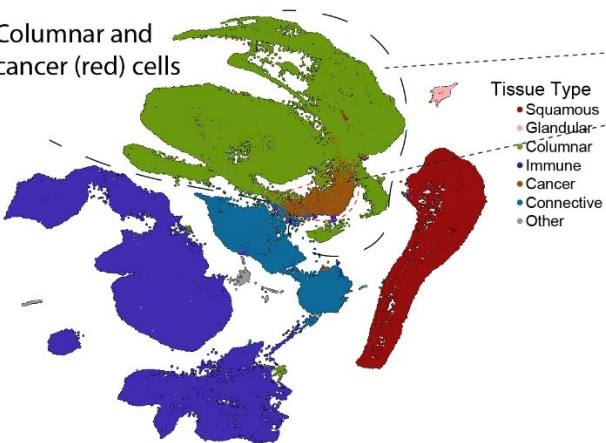 Columnar and
cancer (red) cells
Tissue Type
Squamous
Glandular
Columnar
Immune
Cancer
Connective
Other